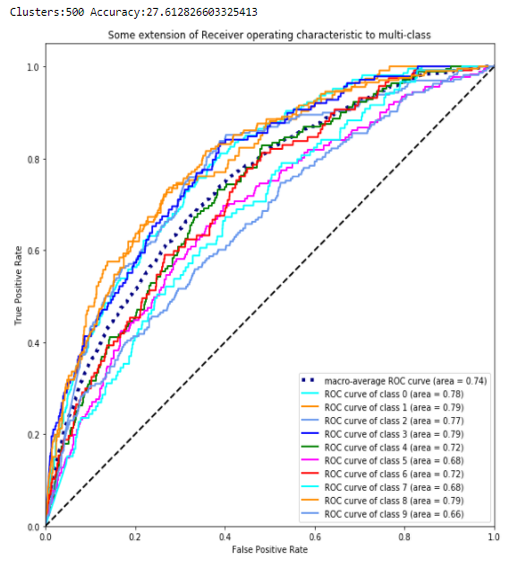 Clusters:500 Accuracy:27.612826603325413
Some extension of Receiver operating characteristic to multi-class
1.0
0.8
0.6
0.4
0.2
0.0
True Positive Rate
macro-average ROC curve (area = 0.74)
ROC curve of class 0 (area = 0.78)
ROC curve of class 1 (area = 0.79)
ROC curve of class 2 (area = 0.77)
ROC curve of class 3 (area = 0.79)
ROC curve of class 4 (area = 0.72)
ROC curve of class 5 (area = 0.68)
ROC curve of class 6 (area = 0.72)
ROC curve of class 7 (area = 0.68)
ROC curve of class 8 (area = 0.79)
ROC curve of class 9 (area = 0.66)
0.0 0.2 0.4 0.6 0.8 1.0
False Positive Rate